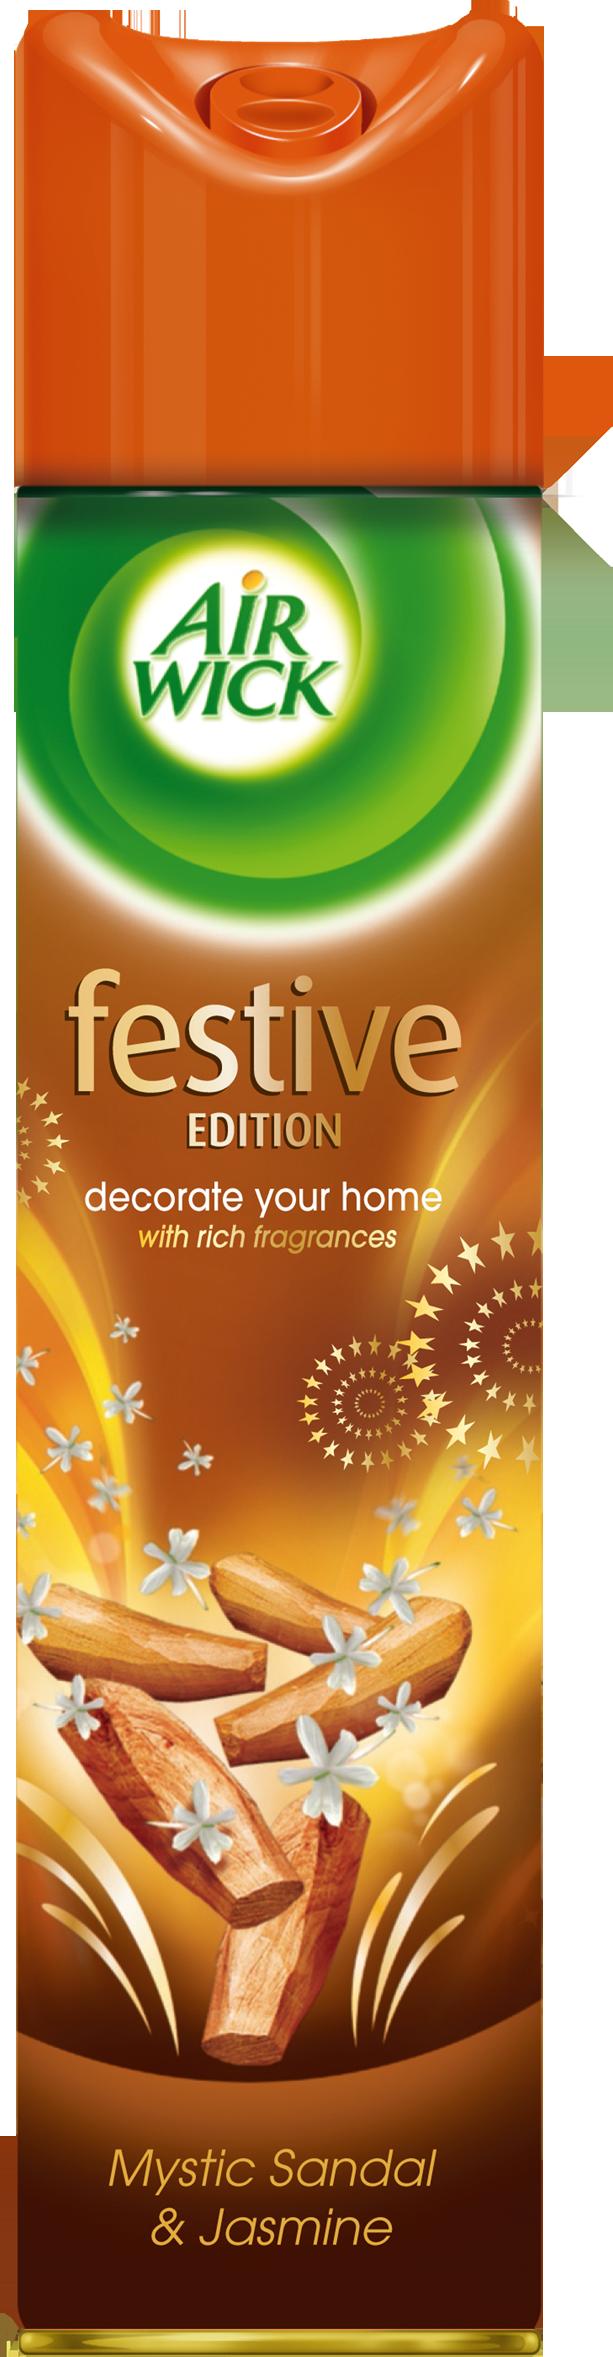 AiR
WICK
festive
EDITION
decorate your home
with rich fragrances
Mystic Sandal
& Jasmine